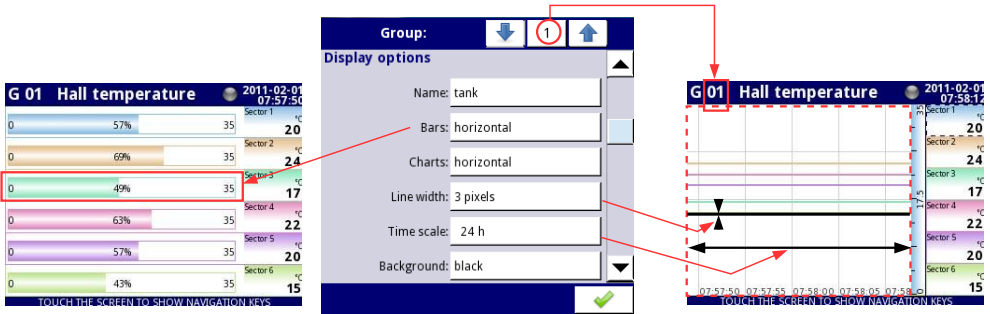 G 01 Hall temperature
2011-02-01
07:57:50
0 57% 35
Sector 1
°C
20
0 69% 35
Sector 2
°C
24
0 49% 35
Sector 3
°C
17
0 63% 35
Sector 4
°C
22
0 57% 35
Sector 5
°C
20
0 43% 35
Sector 6
°C
15
TOUCH THE SCREEN TO SHOW NAVIGATION KEYS
Group: 1
Display options
Name: tank
Bars: horizontal
Charts: horizontal
Line width: 3 pixels
Time scale: 24 h
Background: black
G 01 Hall temperature
2011-02-01
07:58:12
35
17.5
0
Sector 1
°C
20
Sector 2
°C
24
Sector 3
°C
17
Sector 4
°C
22
Sector 5
°C
20
Sector 6
°C
15
07:57:50 07:57:55 07:58:00 07:58:05 07:58
TOUCH THE SCREEN TO SHOW NAVIGATION KEYS